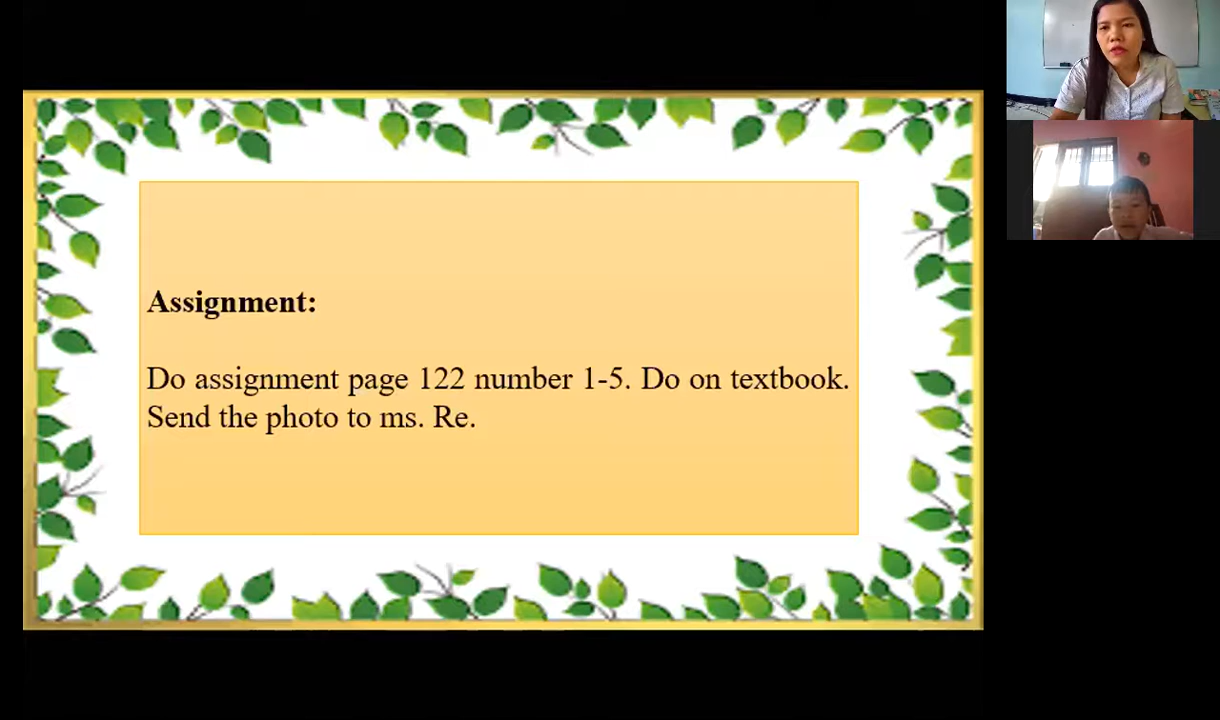 Assignment:
Do assignment page 122 number 1-5. Do on textbook.
Send the photo to ms. Re.